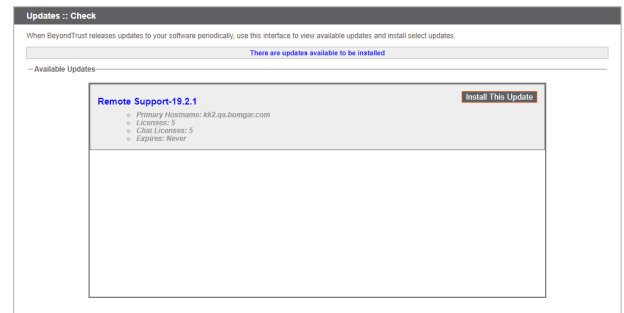 Updates :: Check
When BeyondTrust releases updates to your software periodically, use this interface to view available updates and install select updates.
There are updates available to be installed
Available Updates
Remote Support-19.2.1
Install This Update
Primary Hostname: kk2.qa.bomgar.com
Licenses: 5
Chat Licenses: 5
Expires: Never